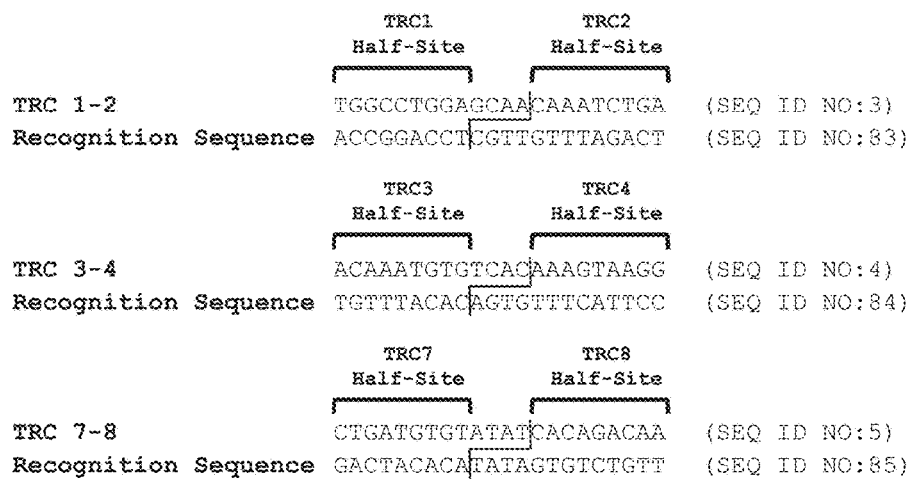 TRC1 TRC2
Half-Site Half-Site
TRC 1-2 TGGCCTGGAGCAACAAATCTGA (SEQ ID NO:3)
Recognition Sequence ACCGGACCTCGTTGTTTAGACT (SEQ ID NO:83)
TRC3 TRC4
Half-Site Half-Site
TRC 3-4 ACAAATGTGTCACAAAGTAAGG (SEQ ID NO:4)
Recognition Sequence TGTTTACACAGTGTTTCATTCC (SEQ ID NO:84)
TRC7 TRC8
Half-Site Half-Site
TRC 7-8 CTGATGTGTATATCACAGACAA (SEQ ID NO:5)
Recognition Sequence GACTACACATATAGTGTCTGTT (SEQ ID NO:85)